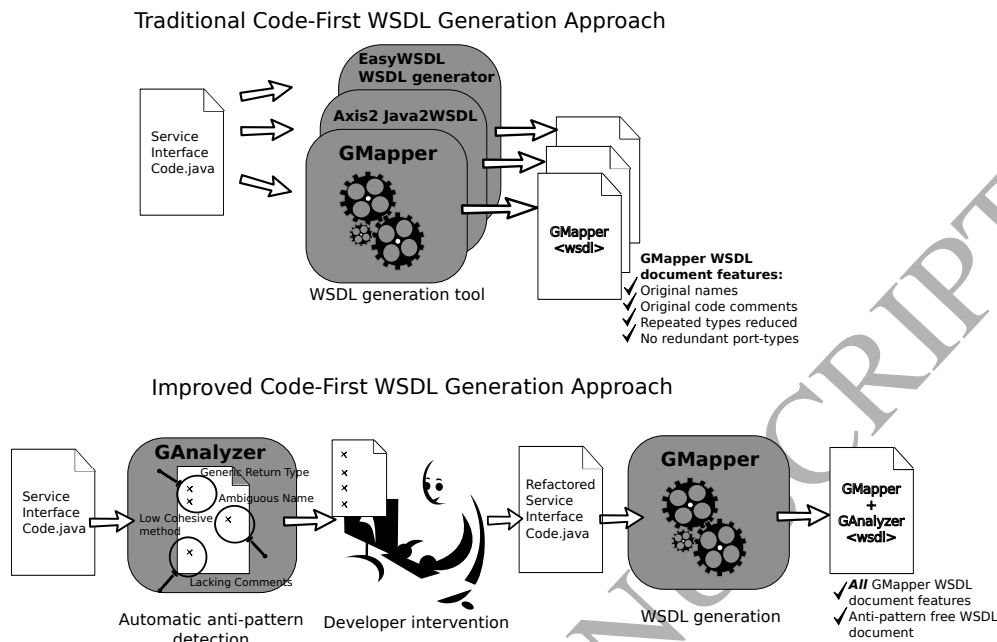 Traditional Code-First WSDL Generation Approach
EasyWSDL
WSDL generator
Axis2 Java2WSDL
GMapper
Service
Interface
Code.java
GMapper
<wsdl>
WSDL generation tool
GMapper WSDL
document features:
Original names
Original code comments
Repeated types reduced
No redundant port-types
Improved Code-First WSDL Generation Approach
Service
Interface
Code.java
GAnalyzer
Generic Return Type
Ambiguous Name
Low Cohesive
method
Lacking Comments
Automatic anti-pattern
detection
Developer intervention
Refactored
Service
Interface
Code.java
GMapper
WSDL generation
GMapper
+
GAnalyzer
<wsdl>
All GMapper WSDL
document features
Anti-pattern free WSDL
document